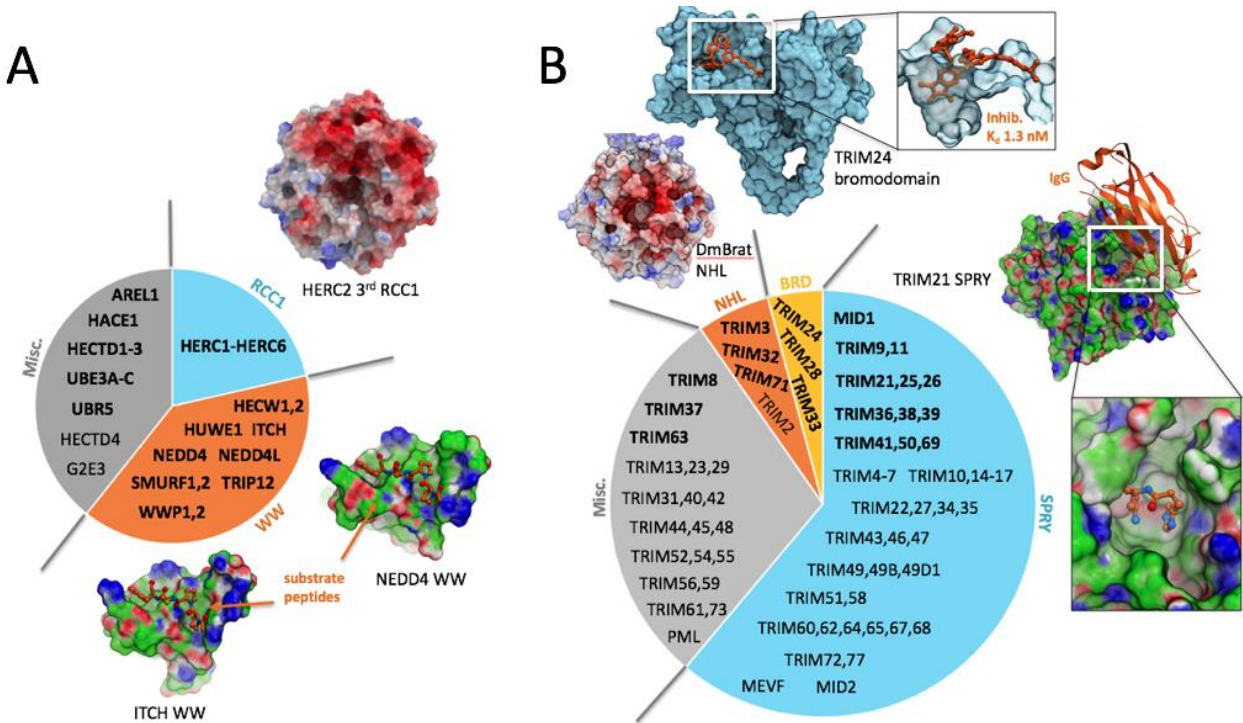 A
HERC2 3rd RCC1
RCC1
HERC1-HERC6
Misc.
AREL1
HACE1
HECTD1-3
UBE3A-C
UBR5
HECTD4
G2E3
HECW1,2
HUWE1 ITCH
NEDD4 NEDD4L
SMURF1,2 TRIP12
WWP1,2
WW
NEDD4 WW
substrate
peptides
ITCH WW
B
Inhib.
Kd 1.3 nM
TRIM24
bromodomain
IgG
DmBrat
NHL
TRIM21 SPRY
NHL
TRIM3
TRIM32
TRIM71
TRIM2
BRD
TRIM24
TRIM28
TRIM33
MID1
TRIM9,11
TRIM21,25,26
TRIM36,38,39
TRIM41,50,69
TRIM4-7 TRIM10,14-17
TRIM22,27,34,35
TRIM43,46,47
TRIM49,49B,49D1
TRIM51,58
TRIM60,62,64,65,67,68
TRIM72,77
MEVF MID2
SPRY
Misc.
TRIM8
TRIM37
TRIM63
TRIM13,23,29
TRIM31,40,42
TRIM44,45,48
TRIM52,54,55
TRIM56,59
TRIM61,73
PML